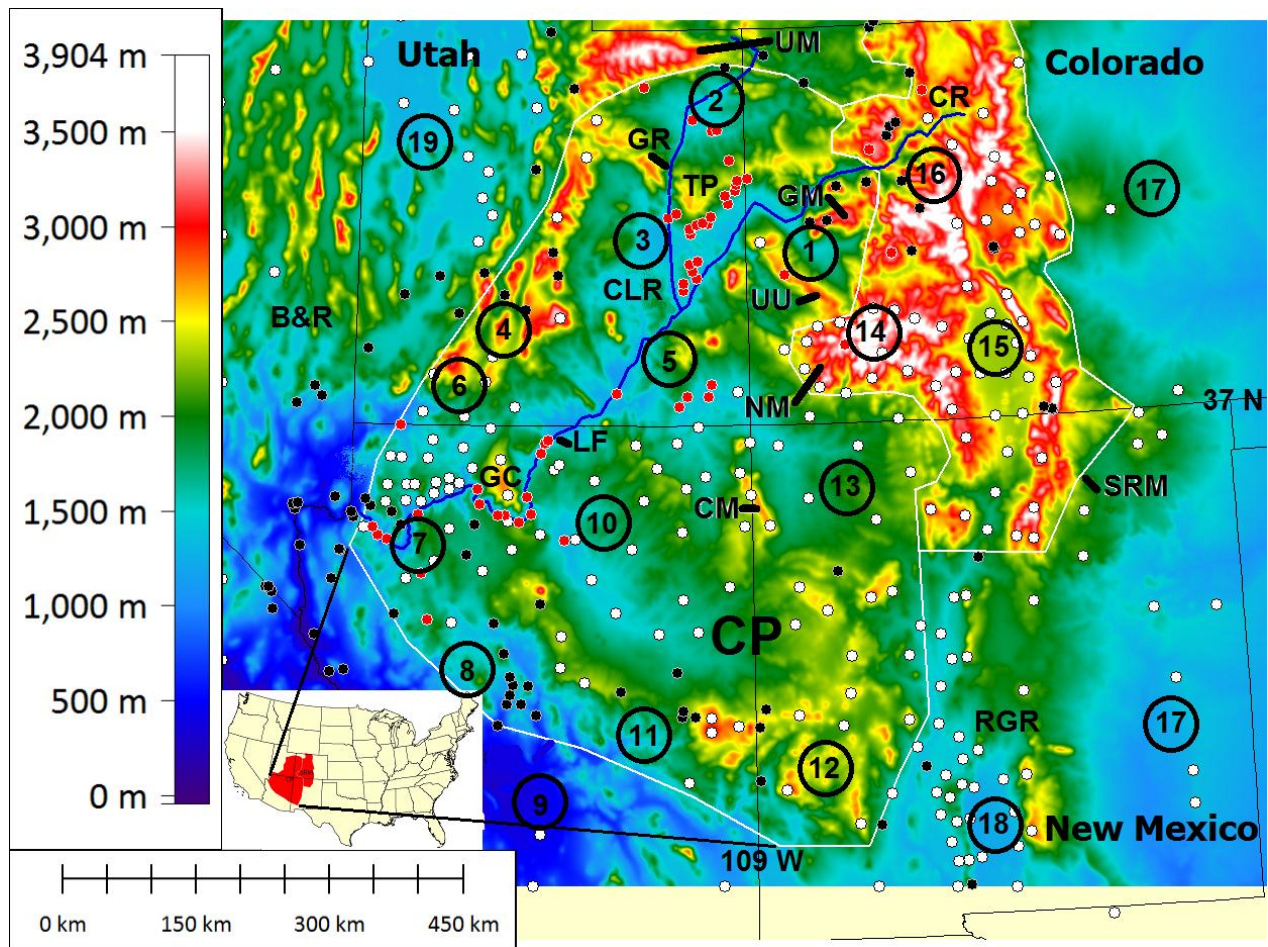 3,904 m
3,500 m
3,000 m
2,500 m
2,000 m
1,500 m
1,000 m
500 m
0 m
Utah
UM
Colorado
2
CR
19
GR
TP
16
17
GM
3
1
CLR
UU
B&R
4
14
15
5
6
NM
37 N
LF
GC
13
SRM
CM
10
7
CP
8
RGR
11
17
12
9
18
New Mexico
109 W
0 km 150 km 300 km 450 km